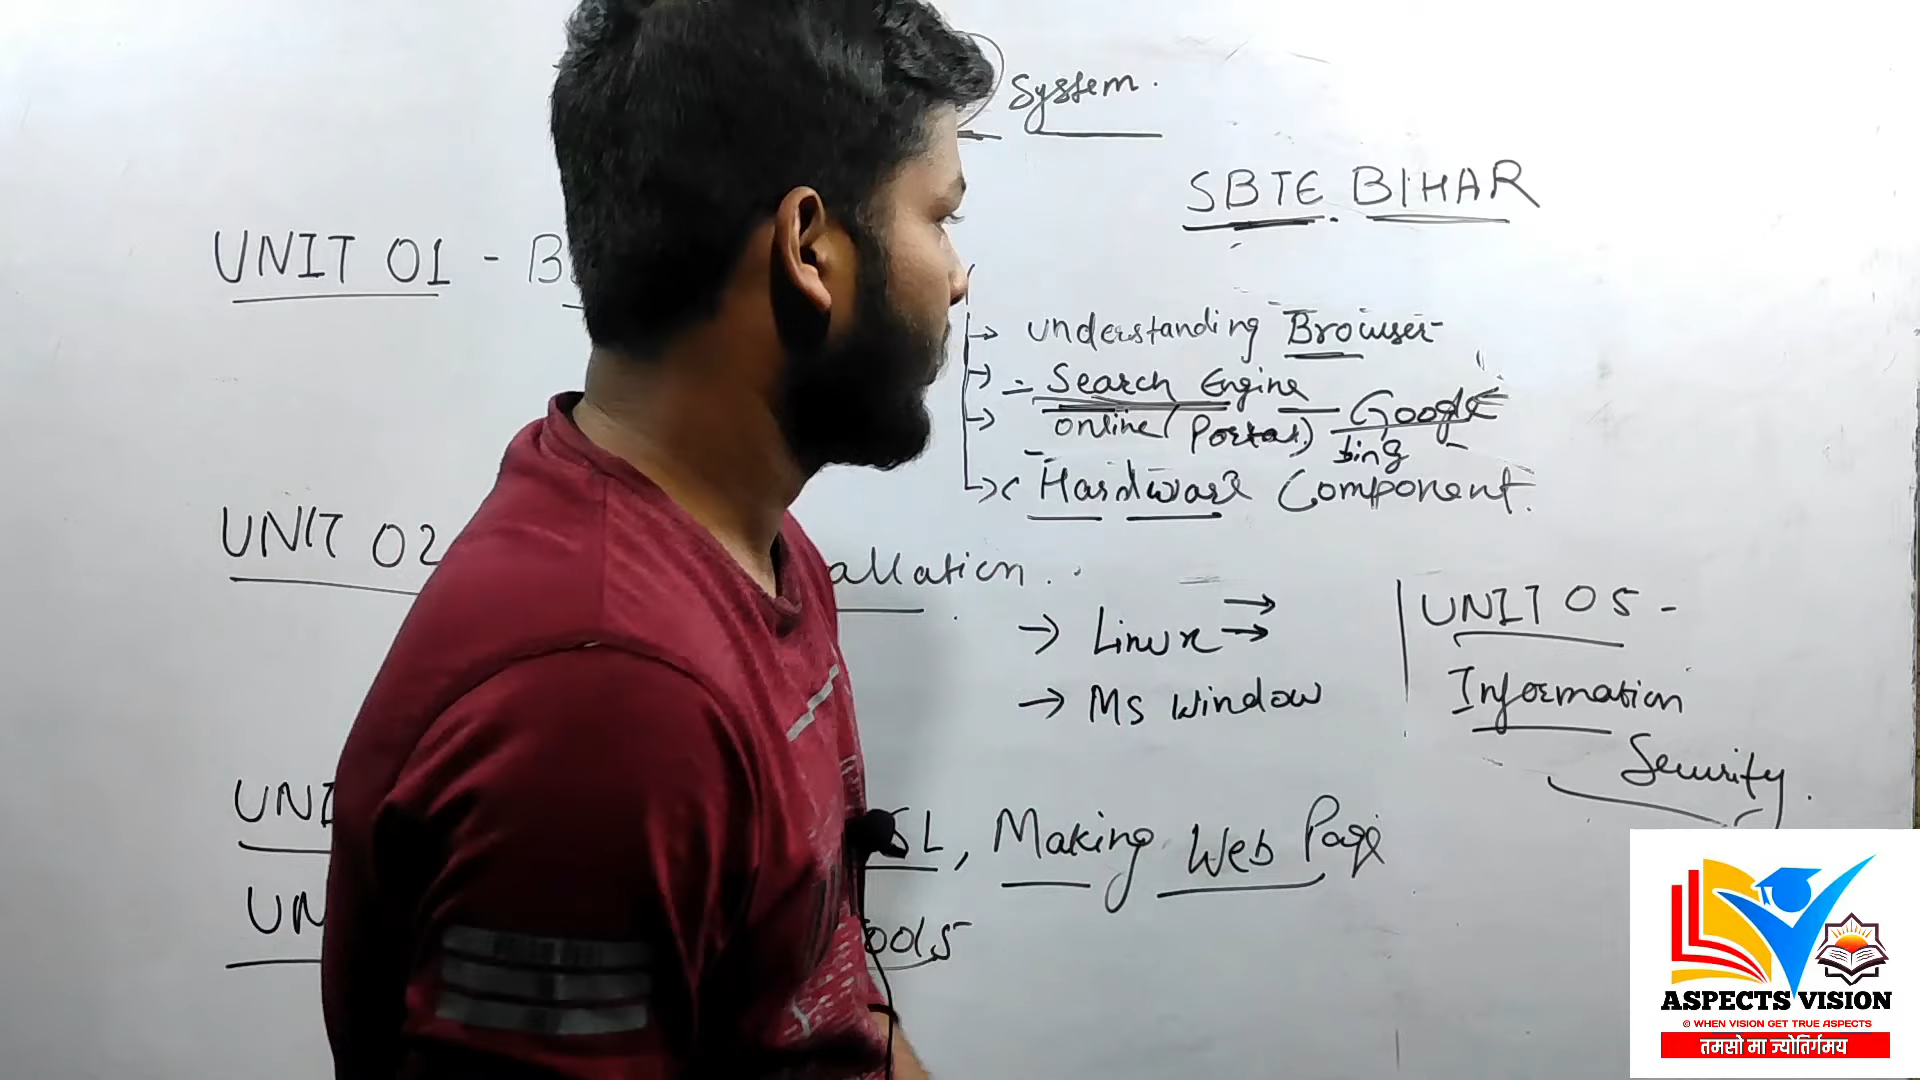 System.
SBTE BIHAR
UNIT 01 - B
→ Understanding Browser
→ - Search Engine
→ online (Portal) Google
bing
→ Hardware Component.
UNIT 02 allation.
→ Linux →→
→ MS Window
UNIT 05 -
Information
Security.
UNI SL, Making Web Page
UN ools
ASPECTS VISION
© WHEN VISION GET TRUE ASPECTS
तमसो मा ज्योतिर्गमय